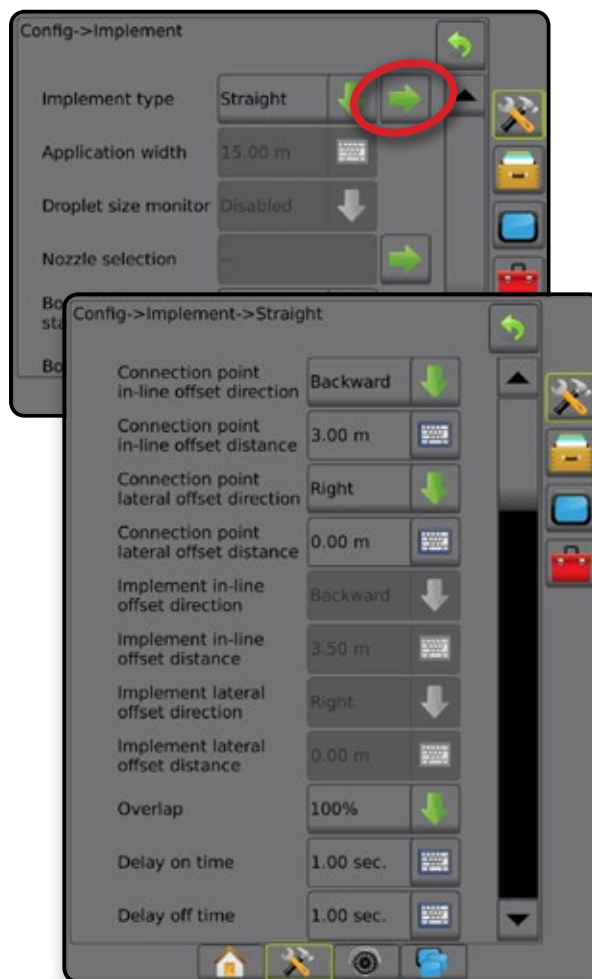 Config->Implement
Implement type
Straight
Application width
15.00 m
Droplet size monitor
Disabled
Nozzle selection
--
Bo
sta
Bo
Config->Implement->Straight
Connection point
in-line offset direction
Backward
Connection point
in-line offset distance
3.00 m
Connection point
lateral offset direction
Right
Connection point
lateral offset distance
0.00 m
Implement in-line
offset direction
Backward
Implement in-line
offset distance
3.50 m
Implement lateral
offset direction
Right
Implement lateral
offset distance
0.00 m
Overlap
100%
Delay on time
1.00 sec.
Delay off time
1.00 sec.